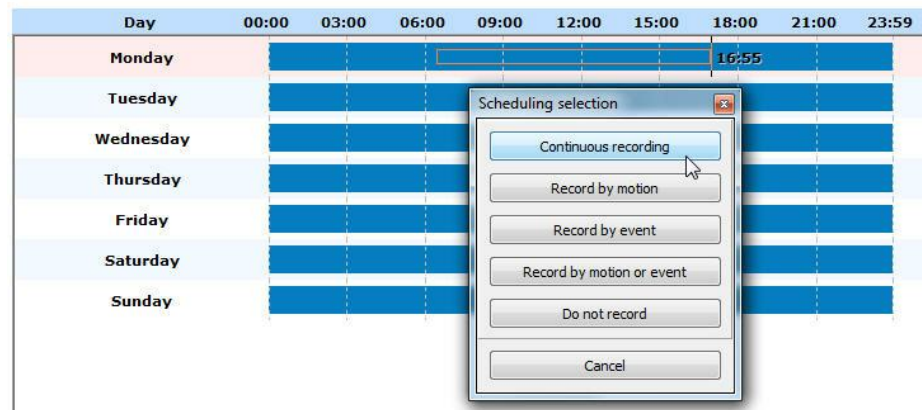 Day 00:00 03:00 06:00 09:00 12:00 15:00 18:00 21:00 23:59
Monday 16:55
Tuesday
Wednesday
Thursday
Friday
Saturday
Sunday
Scheduling selection
Continuous recording
Record by motion
Record by event
Record by motion or event
Do not record
Cancel